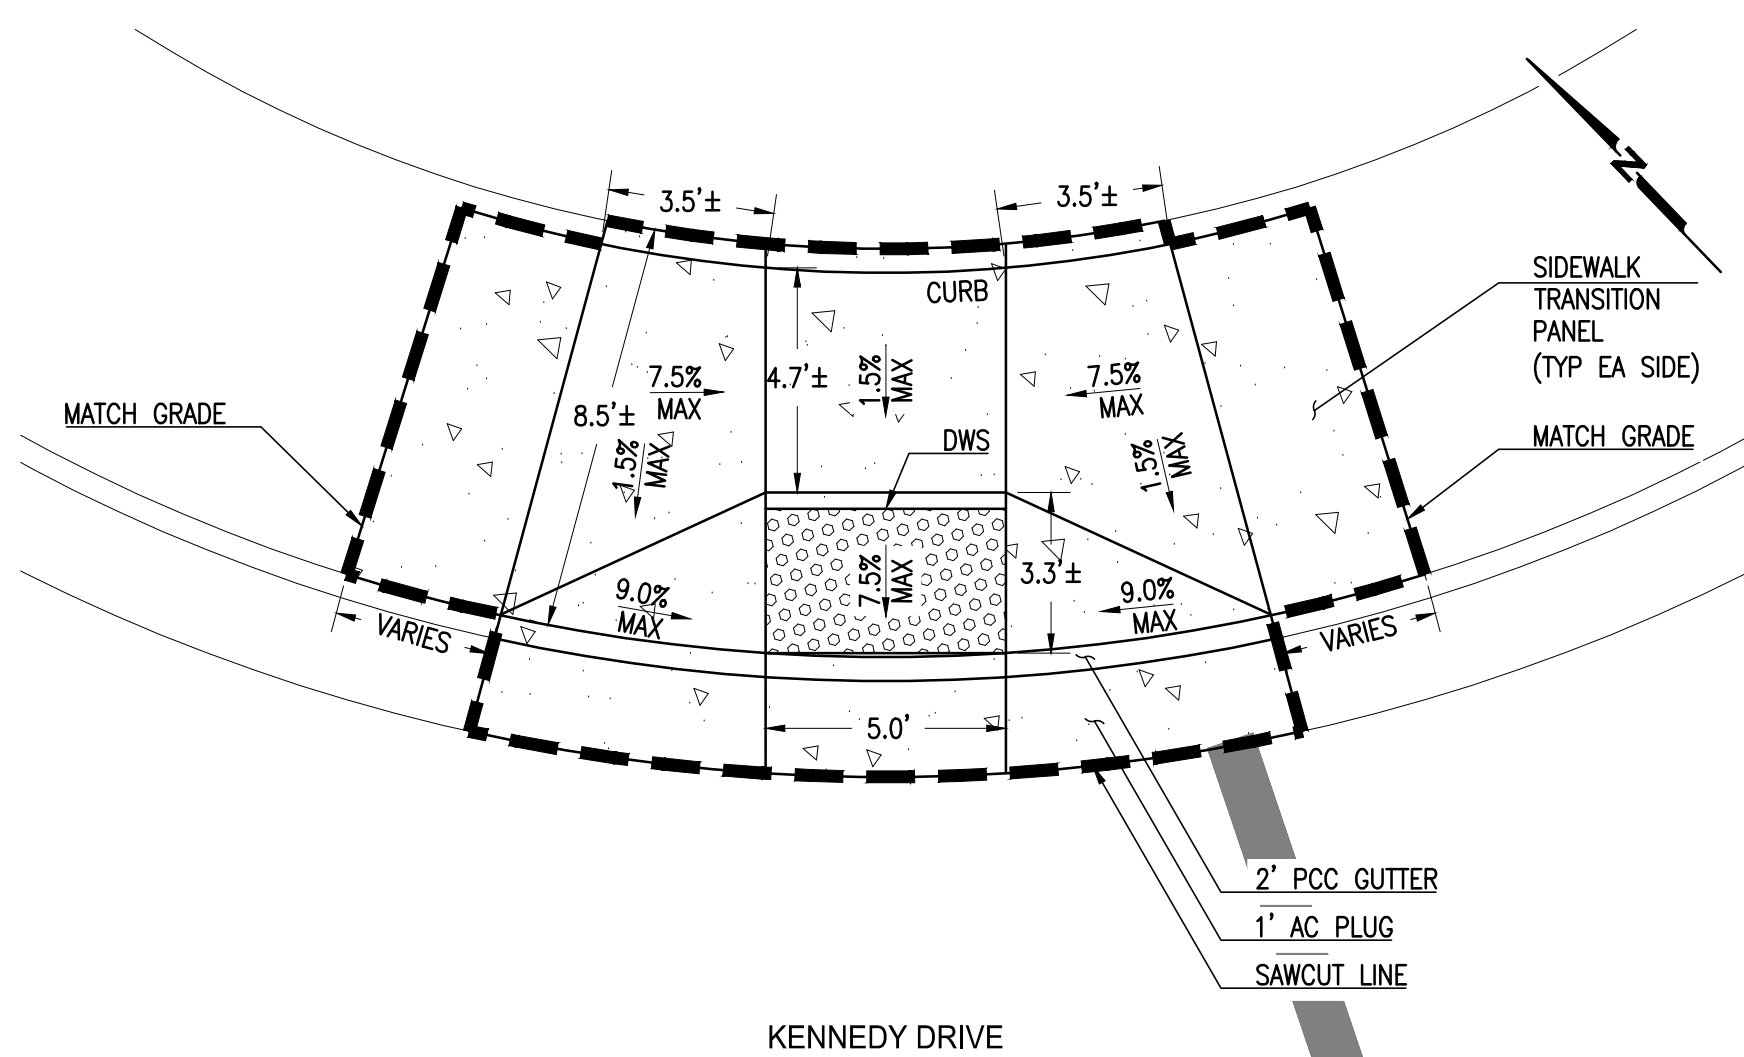 N
3.5'±
3.5'±
CURB
SIDEWALK
TRANSITION
PANEL
(TYP EA SIDE)
7.5%
MAX
4.7'±
1.5%
MAX
7.5%
MAX
8.5'±
MATCH GRADE
1.5%
MAX
DWS
1.5%
MAX
MATCH GRADE
7.5%
MAX
3.3'±
9.0%
MAX
9.0%
MAX
VARIES
VARIES
5.0'
2' PCC GUTTER
1' AC PLUG
SAWCUT LINE
KENNEDY DRIVE